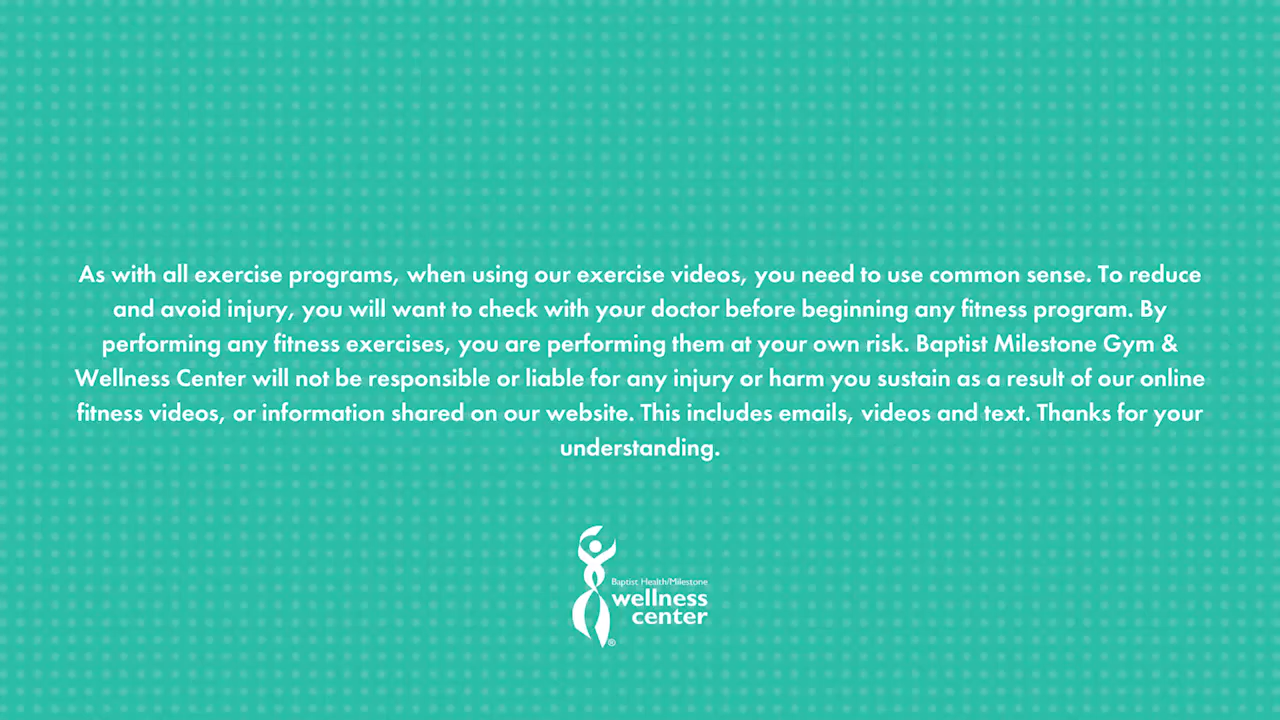 As with all exercise programs, when using our exercise videos, you need to use common sense. To reduce
and avoid injury, you will want to check with your doctor before beginning any fitness program. By
performing any fitness exercises, you are performing them at your own risk. Baptist Milestone Gym &
Wellness Center will not be responsible or liable for any injury or harm you sustain as a result of our online
fitness videos, or information shared on our website. This includes emails, videos and text. Thanks for your
understanding.
Baptist Health/Milestone
wellness
center
®